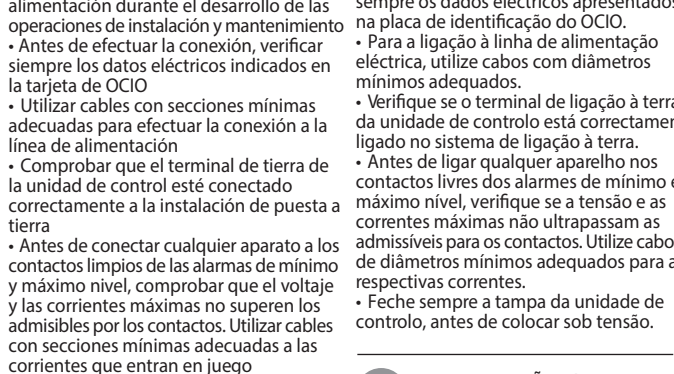 alimentación durante el desarrollo de las
operaciones de instalación y mantenimiento
• Antes de efectuar la conexión, verificar
siempre los datos eléctricos indicados en
la tarjeta de OCIO
• Utilizar cables con secciones mínimas
adecuadas para efectuar la conexión a la
línea de alimentación
• Comprobar que el terminal de tierra de
la unidad de control esté conectado
correctamente a la instalación de puesta a
tierra
• Antes de conectar cualquier aparato a los
contactos limpios de las alarmas de mínimo
y máximo nivel, comprobar que el voltaje
y las corrientes máximas no superen los
admisibles por los contactos. Utilizar cables
con secciones mínimas adecuadas a las
corrientes que entran en juego
sempre os dados eléctricos apresentados
na placa de identificação do OCIO.
• Para a ligação à linha de alimentação
eléctrica, utilize cabos com diâmetros
mínimos adequados.
• Verifique se o terminal de ligação à terra
da unidade de controlo está correctamen
ligado no sistema de ligação à terra.
• Antes de ligar qualquer aparelho nos
contactos livres dos alarmes de mínimo e
máximo nível, verifique se a tensão e as
correntes máximas não ultrapassam as
admissíveis para os contactos. Utilize cabo
de diâmetros mínimos adequados para a
respectivas correntes.
• Feche sempre a tampa da unidade de
controlo, antes de colocar sob tensão.